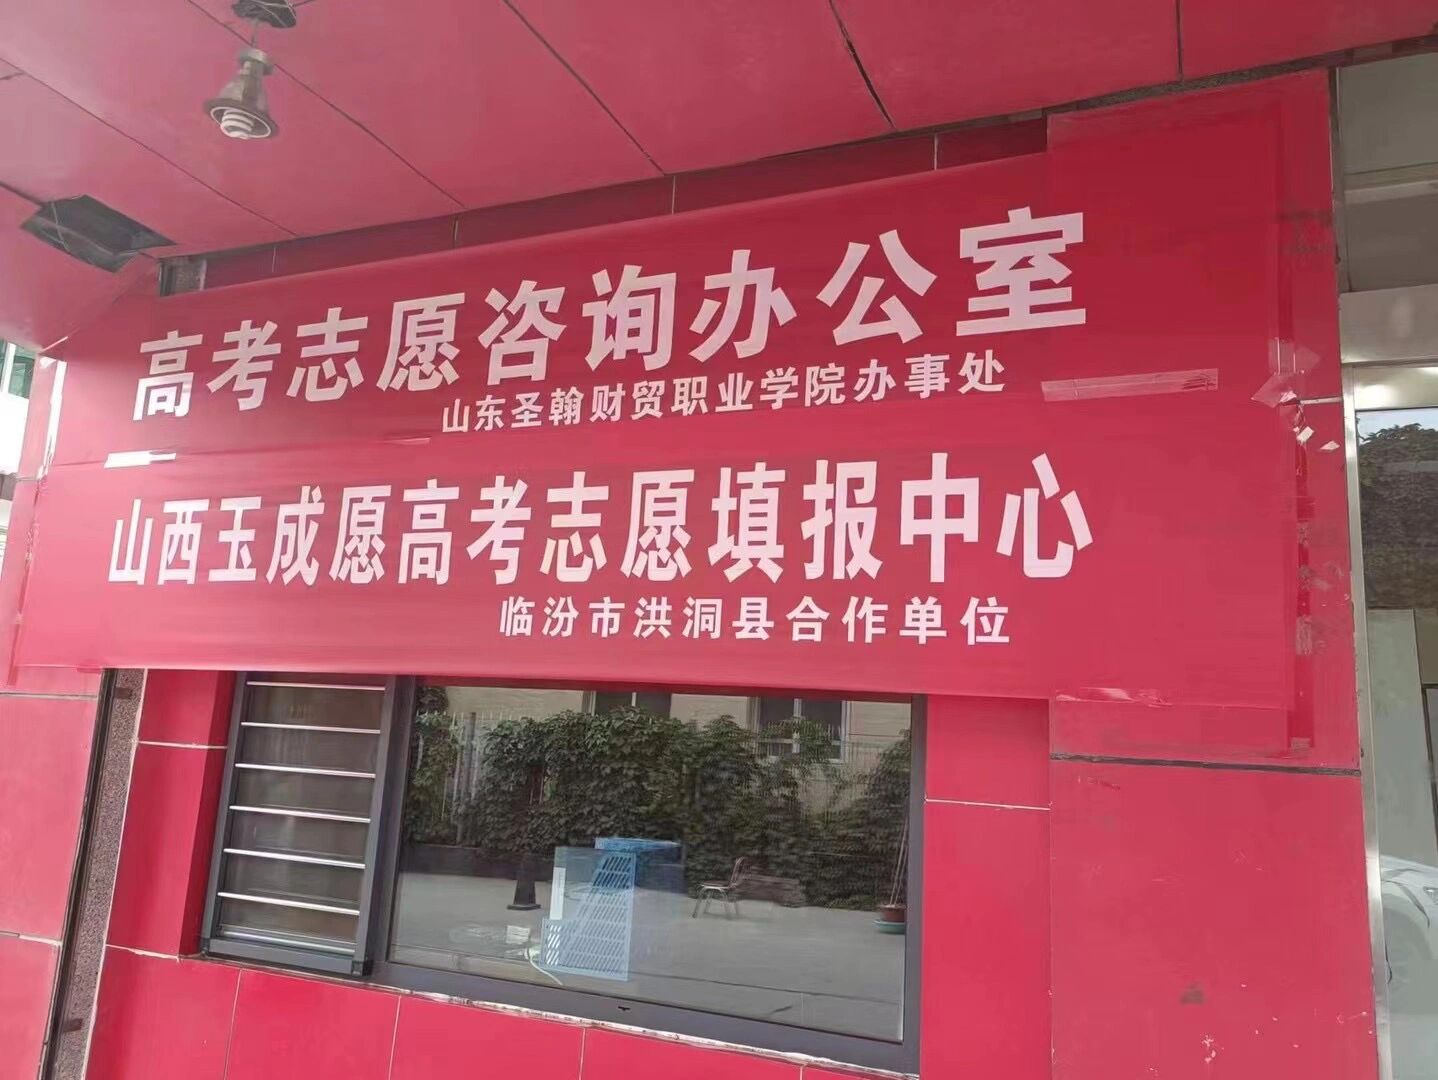 高考志愿咨询办公室
山东圣翰财贸职业学院办事处
山西玉成愿高考志愿填报中心
临汾市洪洞县合作单位